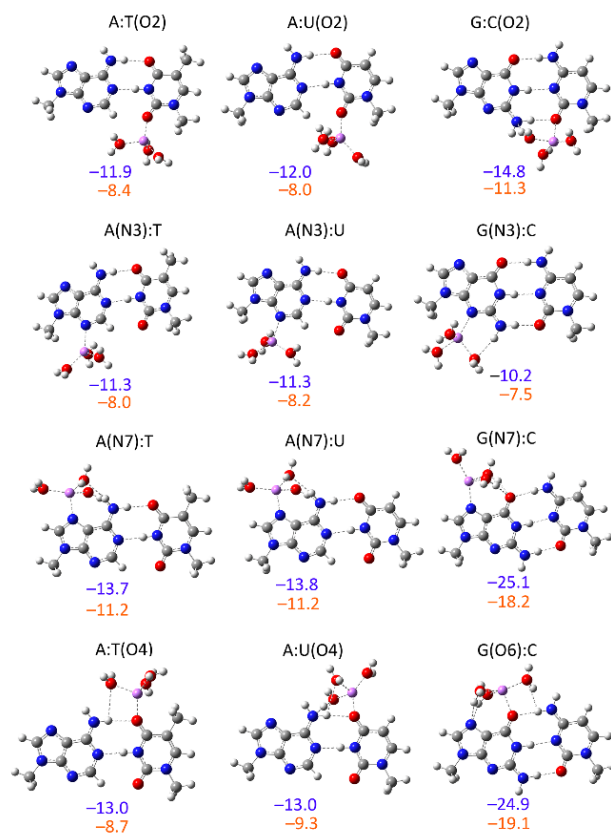 A:T(O2) A:U(O2) G:C(O2)
−11.9 −12.0 −14.8
−8.4 −8.0 −11.3
A(N3):T A(N3):U G(N3):C
−11.3 −11.3 −10.2
−8.0 −8.2 −7.5
A(N7):T A(N7):U G(N7):C
−13.7 −13.8 −25.1
−11.2 −11.2 −18.2
A:T(O4) A:U(O4) G(O6):C
−13.0 −13.0 −24.9
−8.7 −9.3 −19.1